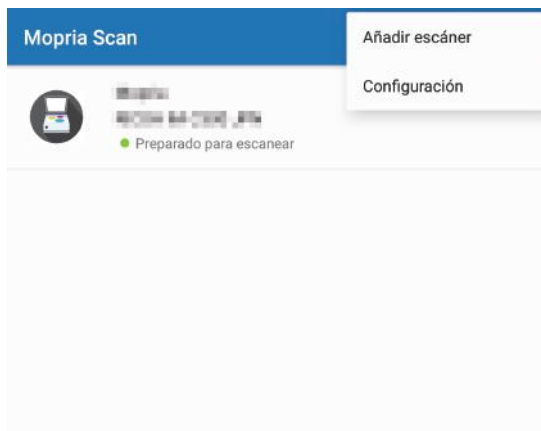 Mopria Scan
Añadir escáner
Configuración
Preparado para escanear